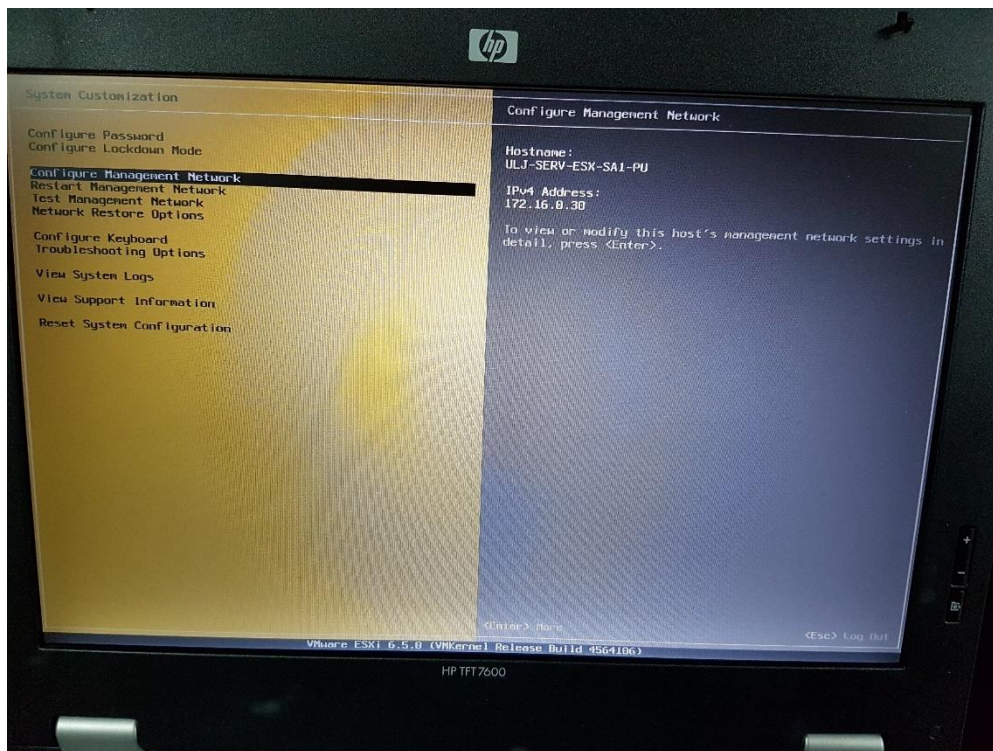 hp
System Customization
Configure Password
Configure Lockdown Mode
Configure Management Network
Restart Management Network
Test Management Network
Network Restore Options
Configure Keyboard
Troubleshooting Options
View System Logs
View Support Information
Reset System Configuration
Configure Management Network
Hostname:
ULJ-SERV-ESX-SA1-PU
IPv4 Address:
172.16.0.30
To view or modify this host's management network settings in
detail, press <Enter>.
<Enter> More
<Esc> Log Out
VMware ESXi 6.5.0 (VMKernel Release Build 4564106)
HP TFT7600
+
-